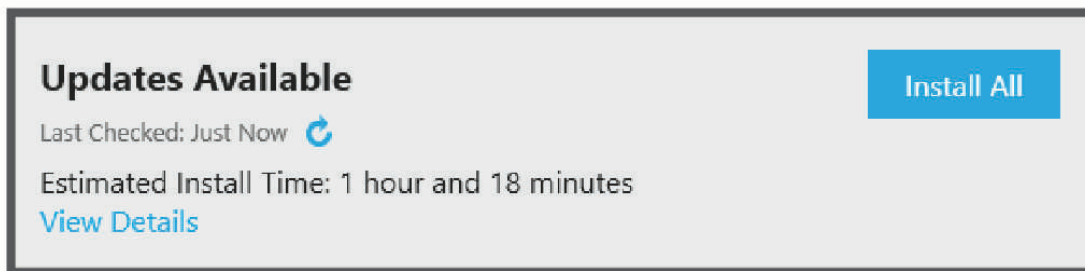 Updates Available
Install All
Last Checked: Just Now
Estimated Install Time: 1 hour and 18 minutes
View Details